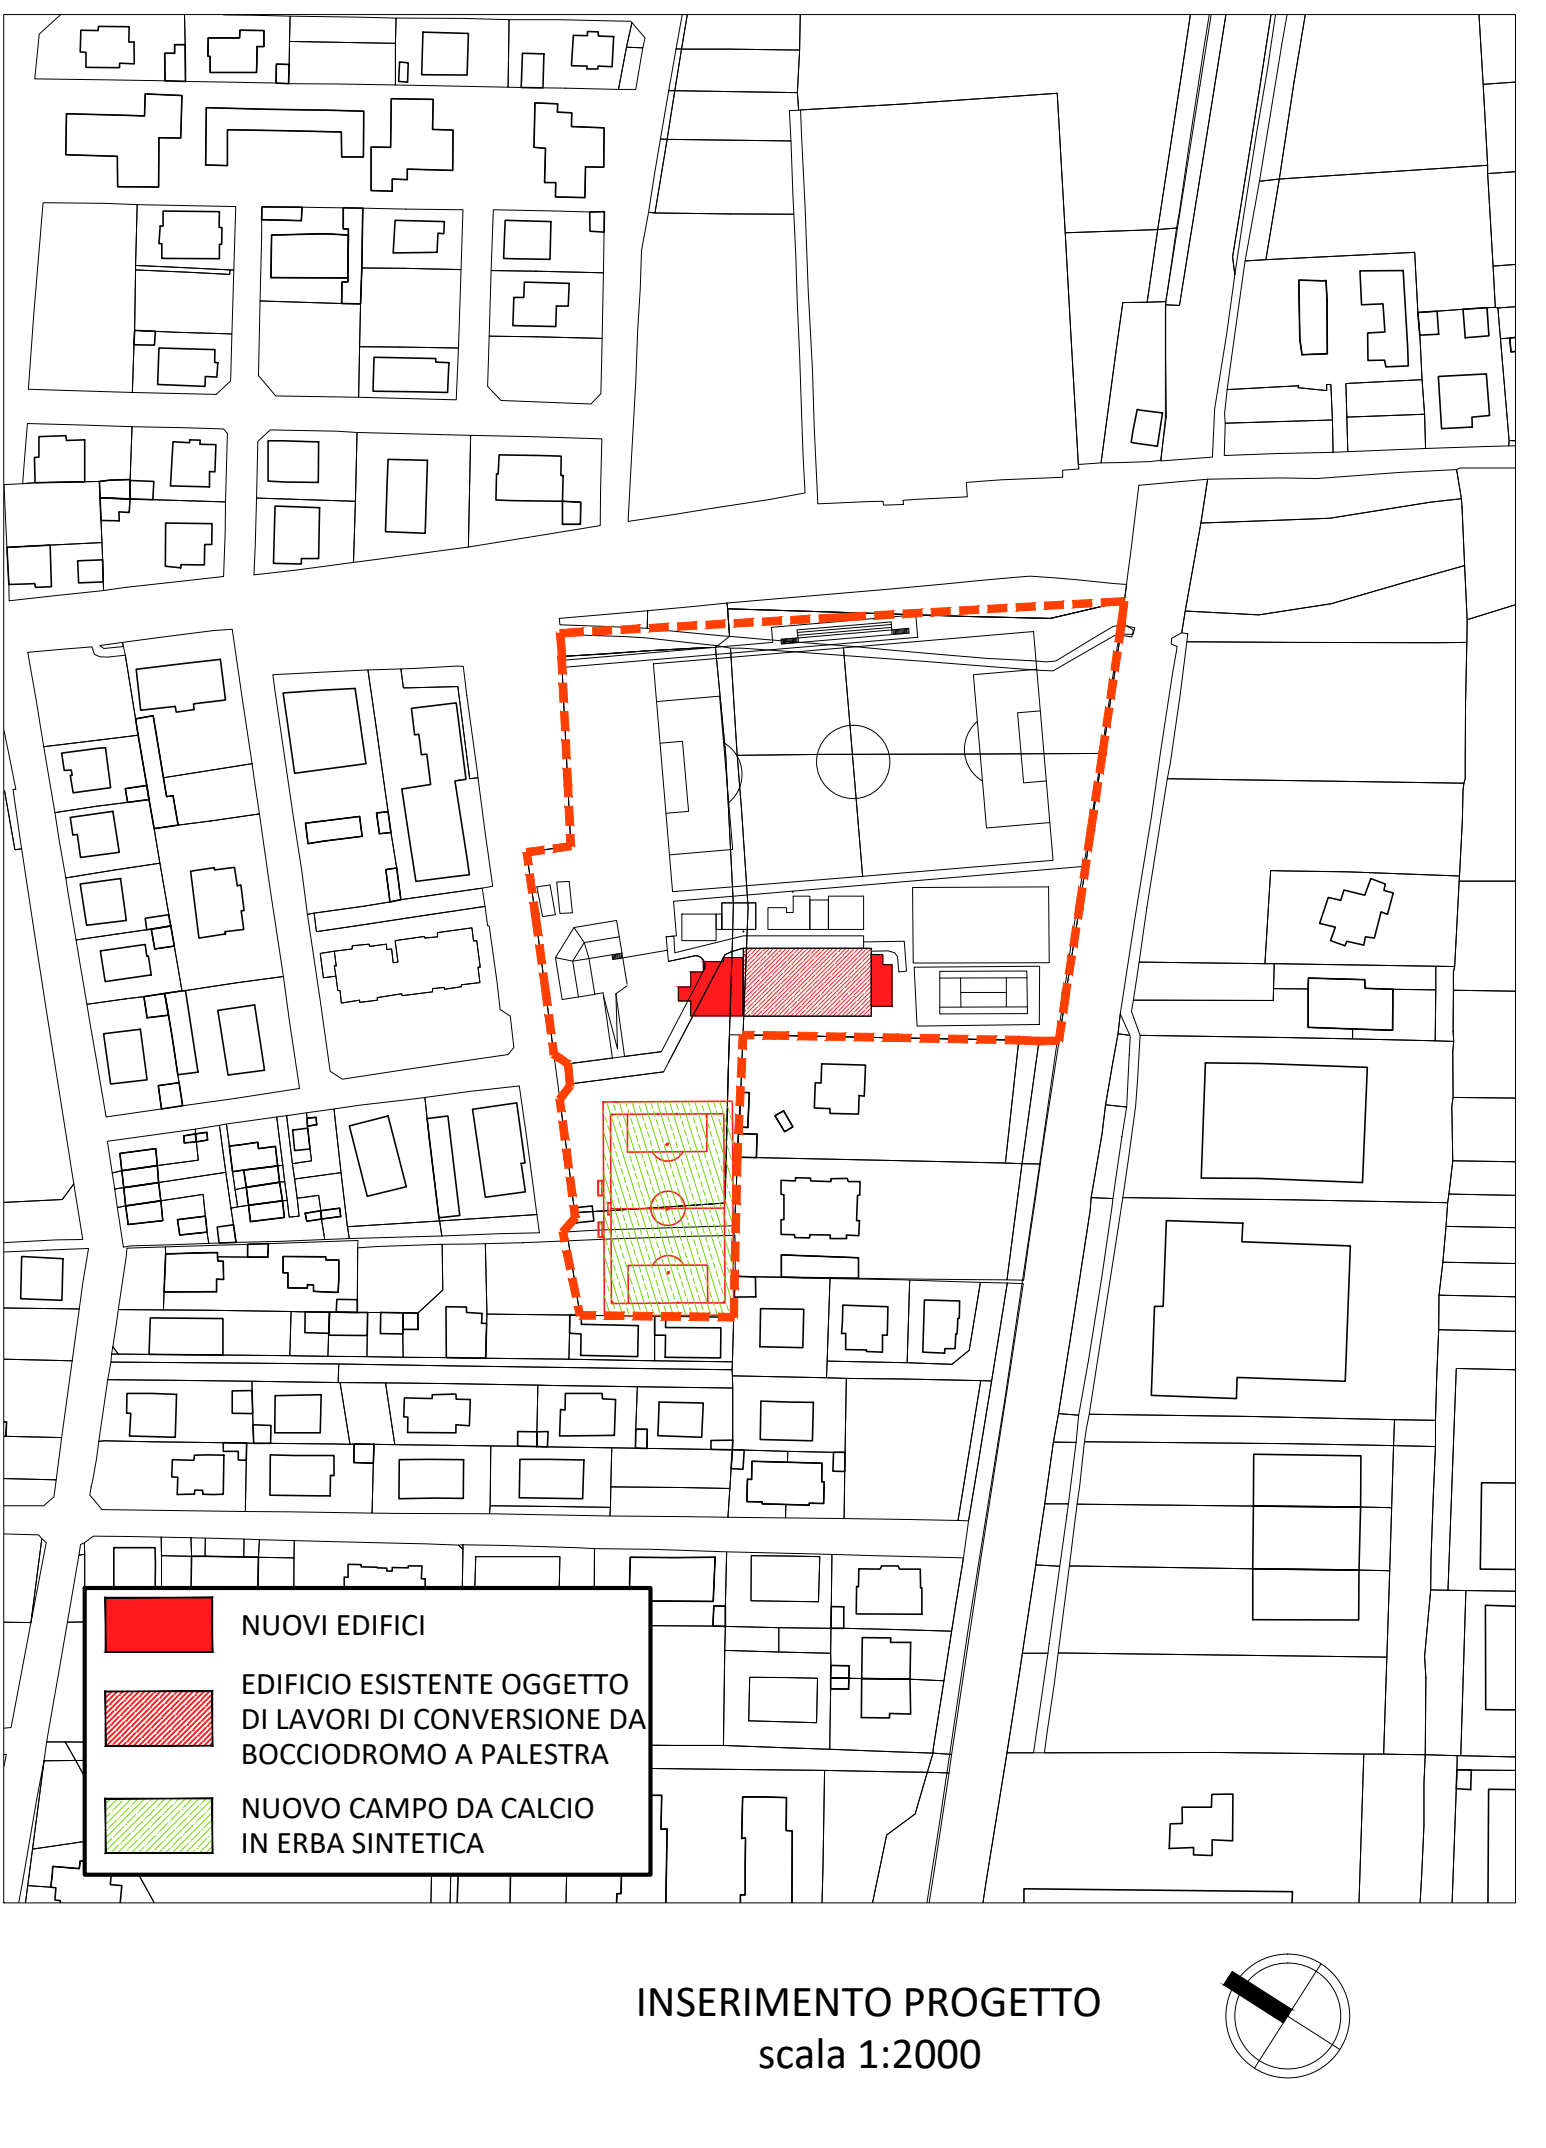 NUOVI EDIFICI
EDIFICIO ESISTENTE OGGETTO
DI LAVORI DI CONVERSIONE DA
BOCCIODROMO A PALESTRA
NUOVO CAMPO DA CALCIO
IN ERBA SINTETICA
INSERIMENTO PROGETTO
scala 1:2000